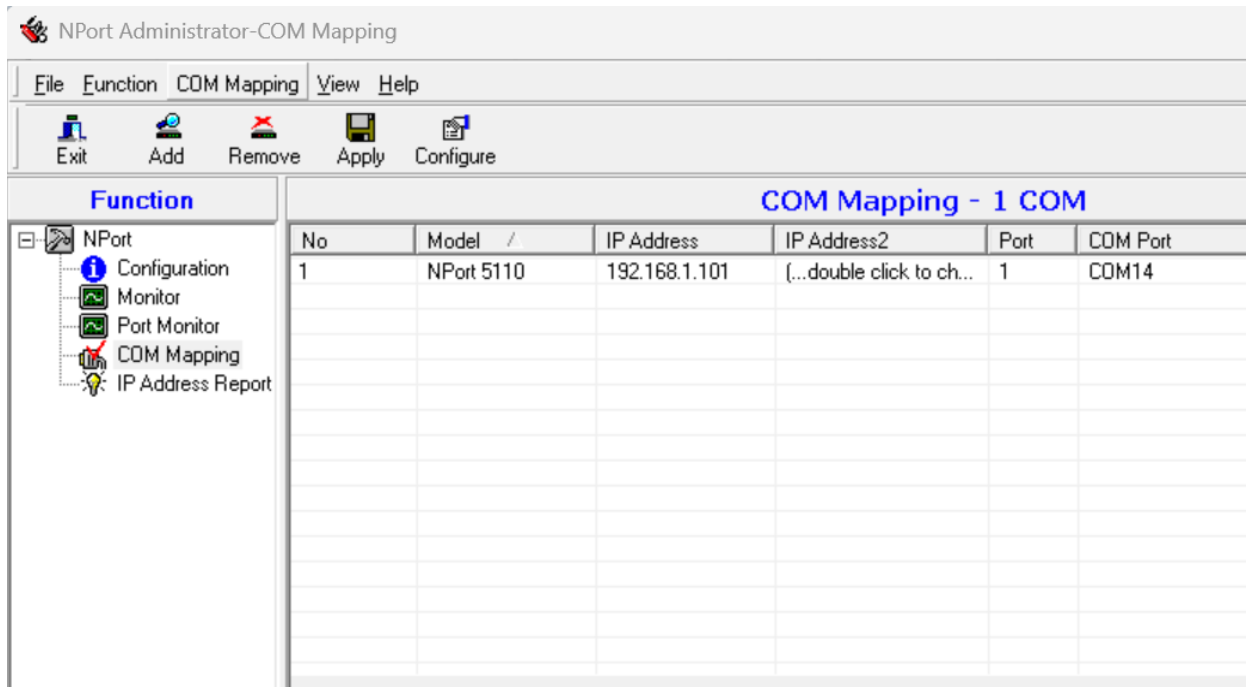 NPort Administrator-COM Mapping
File Function COM Mapping View Help
Exit Add Remove Apply Configure
Function
COM Mapping - 1 COM
NPort
Configuration
Monitor
Port Monitor
COM Mapping
IP Address Report
No Model IP Address IP Address2 Port COM Port
1 NPort 5110 192.168.1.101 (...double click to ch... 1 COM14